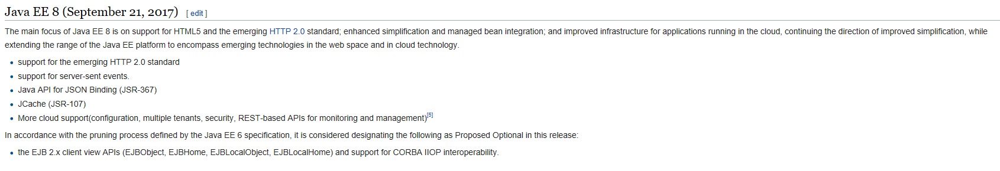 Java EE 8 (September 21, 2017) [ edit ]
The main focus of Java EE 8 is on support for HTML5 and the emerging HTTP 2.0 standard; enhanced simplification and managed bean integration; and improved infrastructure for applications running in the cloud, continuing the direction of improved simplification, while
extending the range of the Java EE platform to encompass emerging technologies in the web space and in cloud technology.
• support for the emerging HTTP 2.0 standard
• support for server-sent events.
• Java API for JSON Binding (JSR-367)
• JCache (JSR-107)
• More cloud support(configuration, multiple tenants, security, REST-based APIs for monitoring and management)[5]
In accordance with the pruning process defined by the Java EE 6 specification, it is considered designating the following as Proposed Optional in this release:
• the EJB 2.x client view APIs (EJBObject, EJBHome, EJBLocalObject, EJBLocalHome) and support for CORBA IIOP interoperability.